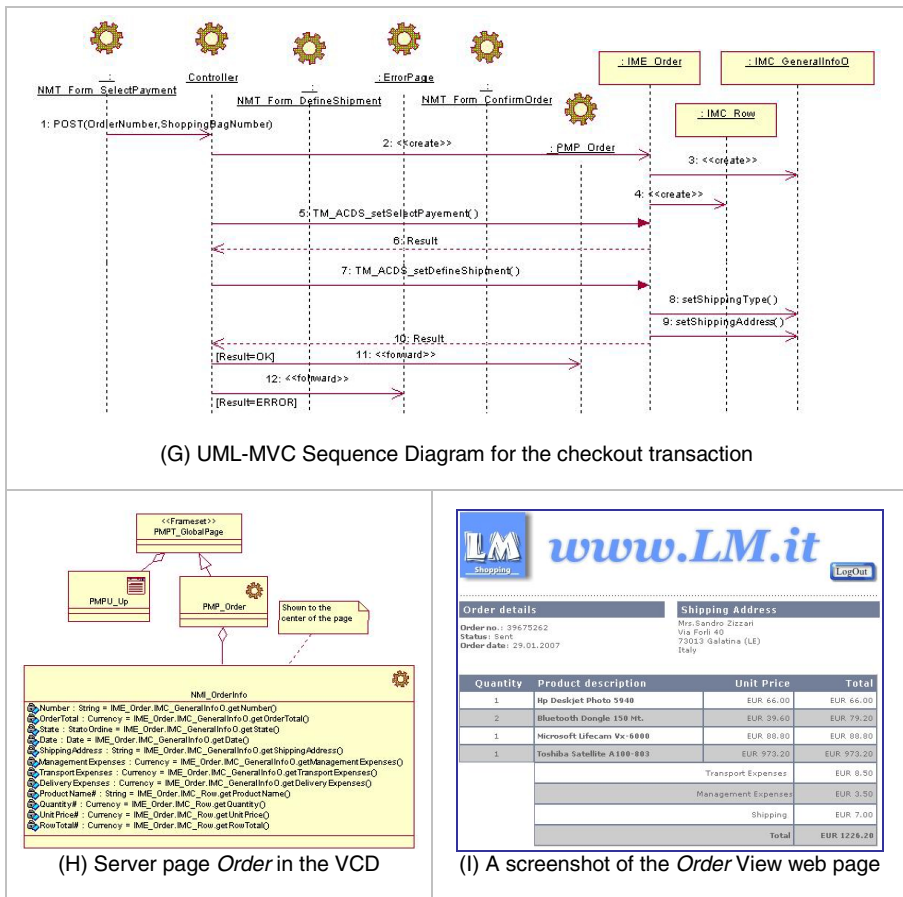 : IME_Order
: IMC_GeneralInfoO
:
Controller
:
: ErrorPage
:
NMT_Form_SelectPayment
NMT_Form_DefineShipment
NMT_Form_ConfirmOrder
: IMC_Row
1: POST(OrderNumber,ShoppingBagNumber)
2: <<create>>
: PMP_Order
3: <<create>>
4: <<create>>
5: TM_ACDS_setSelectPayement( )
6: Result
7: TM_ACDS_setDefineShipment( )
8: setShippingType( )
9: setShippingAddress( )
10: Result
[Result=OK]
11: <<forward>>
12: <<forward>>
[Result=ERROR]
(G) UML-MVC Sequence Diagram for the checkout transaction
<<Frameset>>
PMPT_GlobalPage
PMPU_Up
PMP_Order
Shown to the
center of the page
NMI_OrderInfo
Number : String = IME_Order.IMC_GeneralInfoO.getNumber()
OrderTotal : Currency = IME_Order.IMC_GeneralInfoO.getOrderTotal()
State : StatoOrdine = IME_Order.IMC_GeneralInfoO.getState()
Date : Date = IME_Order.IMC_GeneralInfoO.getDate()
ShippingAddress : String = IME_Order.IMC_GeneralInfoO.getShippingAddress()
ManagementExpenses : Currency = IME_Order.IMC_GeneralInfoO.getManagementExpenses()
TransportExpenses : Currency = IME_Order.IMC_GeneralInfoO.getTransportExpenses()
DeliveryExpenses : Currency = IME_Order.IMC_GeneralInfoO.getDeliveryExpenses()
ProductName# : String = IME_Order.IMC_Row.getProductName()
Quantity# : Currency = IME_Order.IMC_Row.getQuantity()
UnitPrice# : Currency = IME_Order.IMC_Row.getUnitPrice()
RowTotal# : Currency = IME_Order.IMC_Row.getRowTotal()
(H) Server page Order in the VCD
LM
Shopping
www.LM.it
LogOut
Order details
Shipping Address
Order no.: 39675262
Status: Sent
Order date: 29.01.2007
Mrs.Sandro Zizzari
Via Forli 40
73013 Galatina (LE)
Italy
Quantity Product description Unit Price Total
1 Hp Deskjet Photo 5940 EUR 66.00 EUR 66.00
2 Bluetooth Dongle 150 Mt. EUR 39.60 EUR 79.20
1 Microsoft Lifecam Vx-6000 EUR 88.80 EUR 88.80
1 Toshiba Satellite A100-803 EUR 973.20 EUR 973.20
Transport Expenses EUR 8.50
Management Expenses EUR 3.50
Shipping EUR 7.00
Total EUR 1226.20
(I) A screenshot of the Order View web page